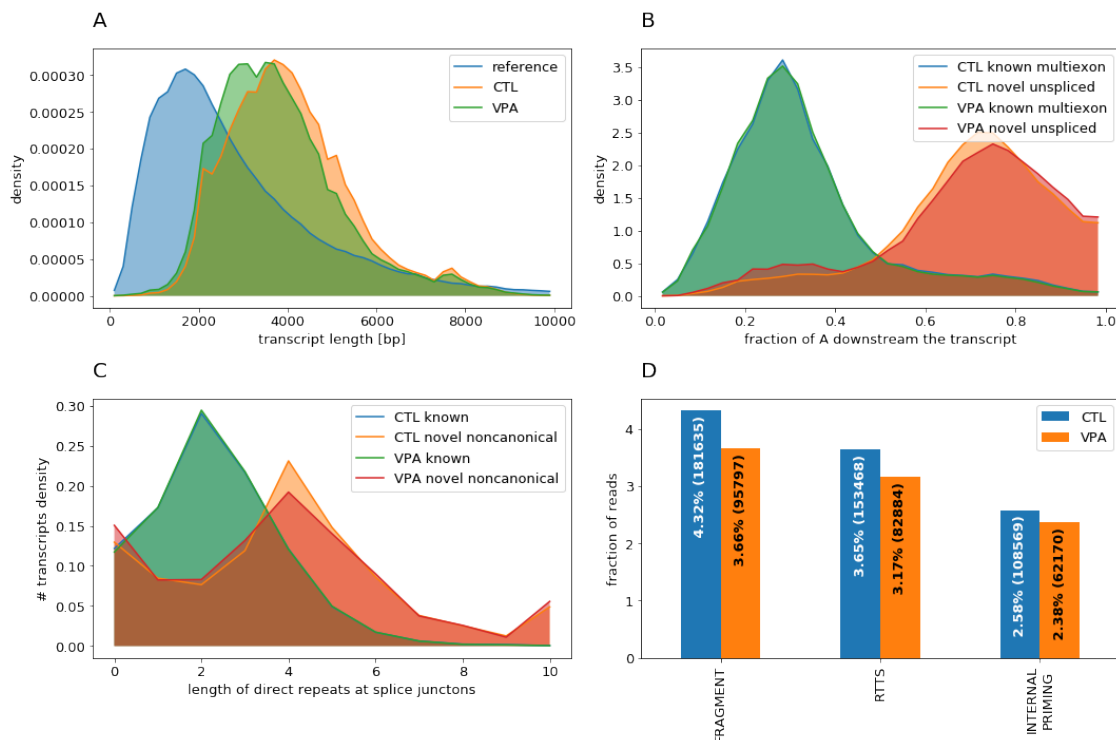 A
0.00030
0.00025
0.00020
0.00015
0.00010
0.00005
0.00000
density
reference
CTL
VPA
0 2000 4000 6000 8000 10000
transcript length [bp]
B
3.5
3.0
2.5
2.0
1.5
1.0
0.5
0.0
density
CTL known multiexon
CTL novel unspliced
VPA known multiexon
VPA novel unspliced
0.0 0.2 0.4 0.6 0.8 1.0
fraction of A downstream the transcript
C
0.30
0.25
0.20
0.15
0.10
0.05
0.00
# transcripts density
CTL known
CTL novel noncanonical
VPA known
VPA novel noncanonical
0 2 4 6 8 10
length of direct repeats at splice junctons
D
4
3
2
1
0
fraction of reads
CTL
VPA
4.32% (181635)
3.66% (95797)
3.65% (153468)
3.17% (82884)
2.58% (108569)
2.38% (62170)
FRAGMENT
RTTS
INTERNAL
PRIMING